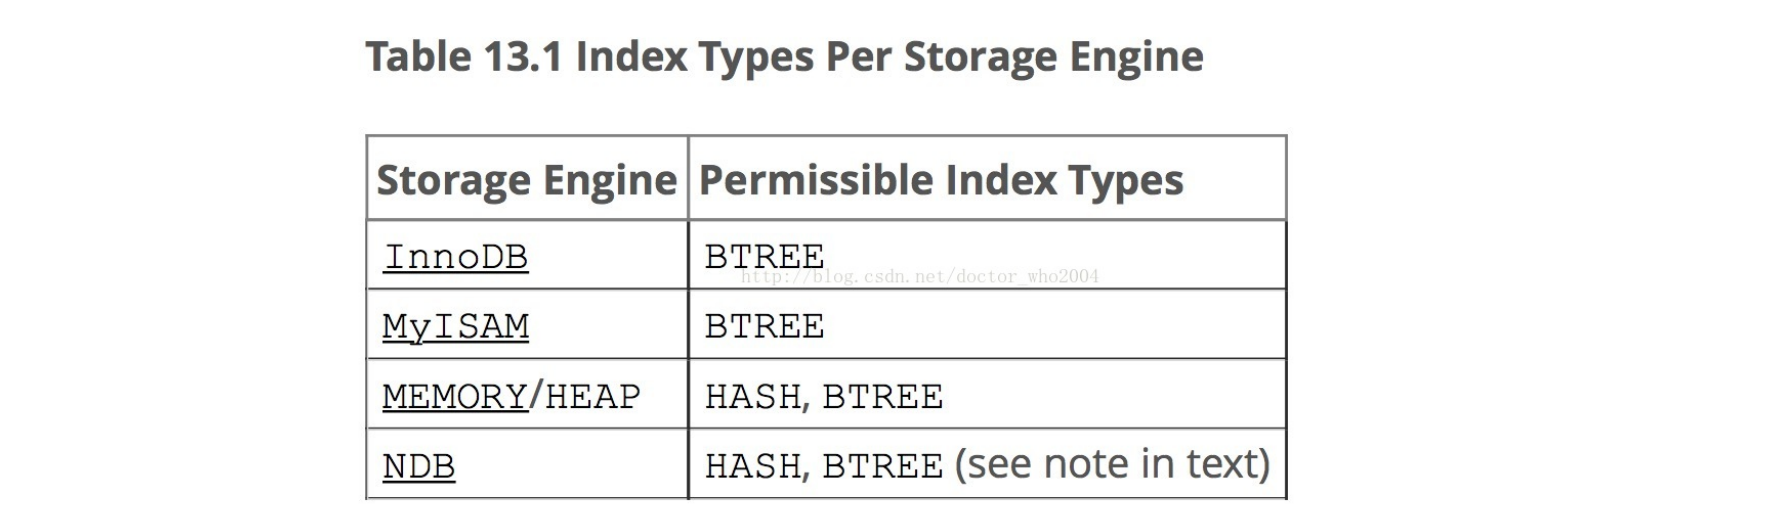 Table 13.1 Index Types Per Storage Engine
Storage Engine Permissible Index Types
InnoDB BTREE
http://blog.csdn.net/doctor_who2004
MyISAM BTREE
MEMORY/HEAP HASH, BTREE
NDB HASH, BTREE (see note in text)